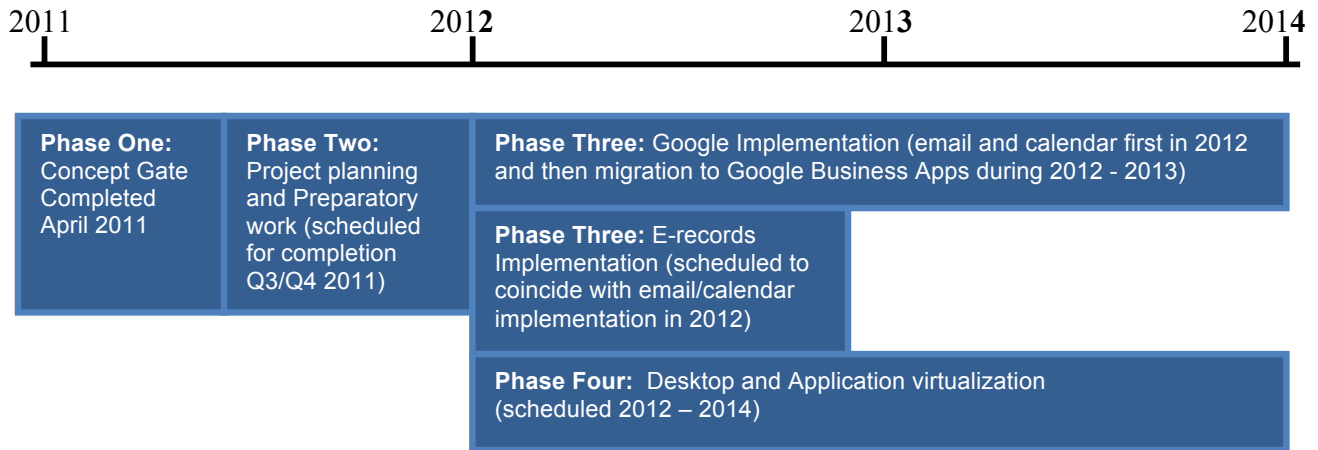 2011 2012 2013 2014
Phase One:
Concept Gate
Completed
April 2011
Phase Two:
Project planning
and Preparatory
work (scheduled
for completion
Q3/Q4 2011)
Phase Three: Google Implementation (email and calendar first in 2012
and then migration to Google Business Apps during 2012 - 2013)
Phase Three: E-records
Implementation (scheduled to
coincide with email/calendar
implementation in 2012)
Phase Four: Desktop and Application virtualization
(scheduled 2012 – 2014)